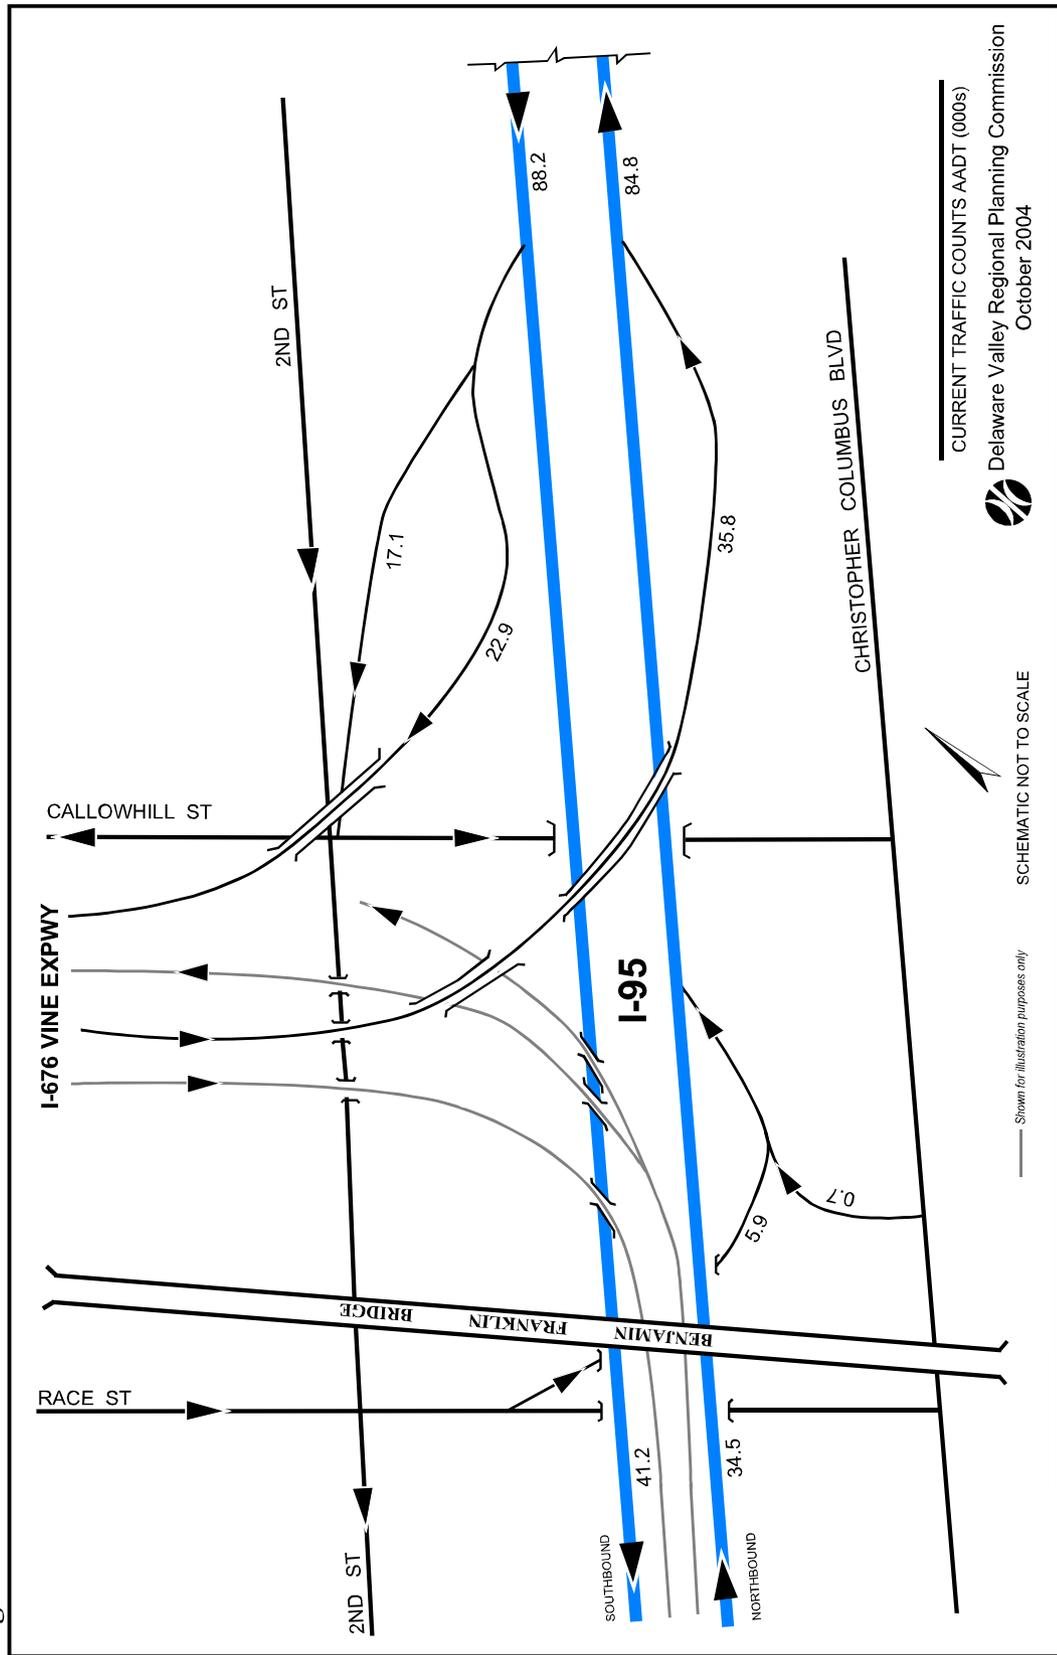 2ND ST
88.2
84.8
17.1
22.9
35.8
CALLOWHILL ST
I-676 VINE EXPWY
I-95
5.9
0.7
BENJAMIN FRANKLIN BRIDGE
RACE ST
2ND ST
41.2
34.5
SOUTHBOUND
NORTHBOUND
CHRISTOPHER COLUMBUS BLVD
SCHEMATIC NOT TO SCALE
Shown for illustration purposes only
CURRENT TRAFFIC COUNTS AADT (000s)
Delaware Valley Regional Planning Commission
October 2004